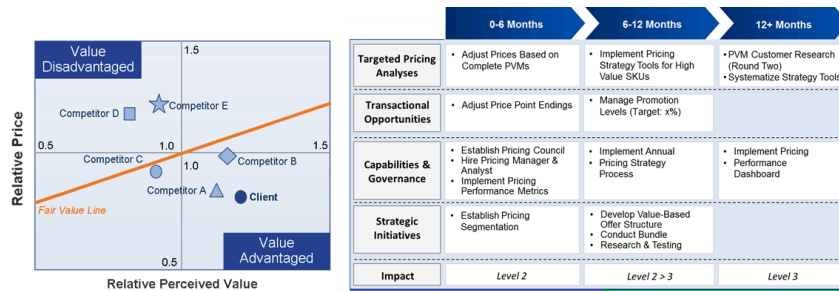 Value
Disadvantaged
1.5
Competitor E
Competitor D
0.5
1.5
Competitor C
1.0
1.0
Competitor B
Competitor A
Client
Fair Value Line
Value
Advantaged
0.5
Relative Price
Relative Perceived Value
0-6 Months
6-12 Months
12+ Months
Targeted Pricing
Analyses
• Adjust Prices Based on
Complete PVMs
• Implement Pricing
Strategy Tools for High
Value SKUs
• PVM Customer Research
(Round Two)
• Systematize Strategy Tools
Transactional
Opportunities
• Adjust Price Point Endings
• Manage Promotion
Levels (Target: x%)
Capabilities &
Governance
• Establish Pricing Council
• Hire Pricing Manager &
Analyst
• Implement Pricing
Performance Metrics
• Implement Annual
• Pricing Strategy
Process
• Implement Pricing
• Performance
Dashboard
Strategic
Initiatives
• Establish Pricing
Segmentation
• Develop Value-Based
Offer Structure
• Conduct Bundle
• Research & Testing
Impact
Level 2
Level 2 > 3
Level 3